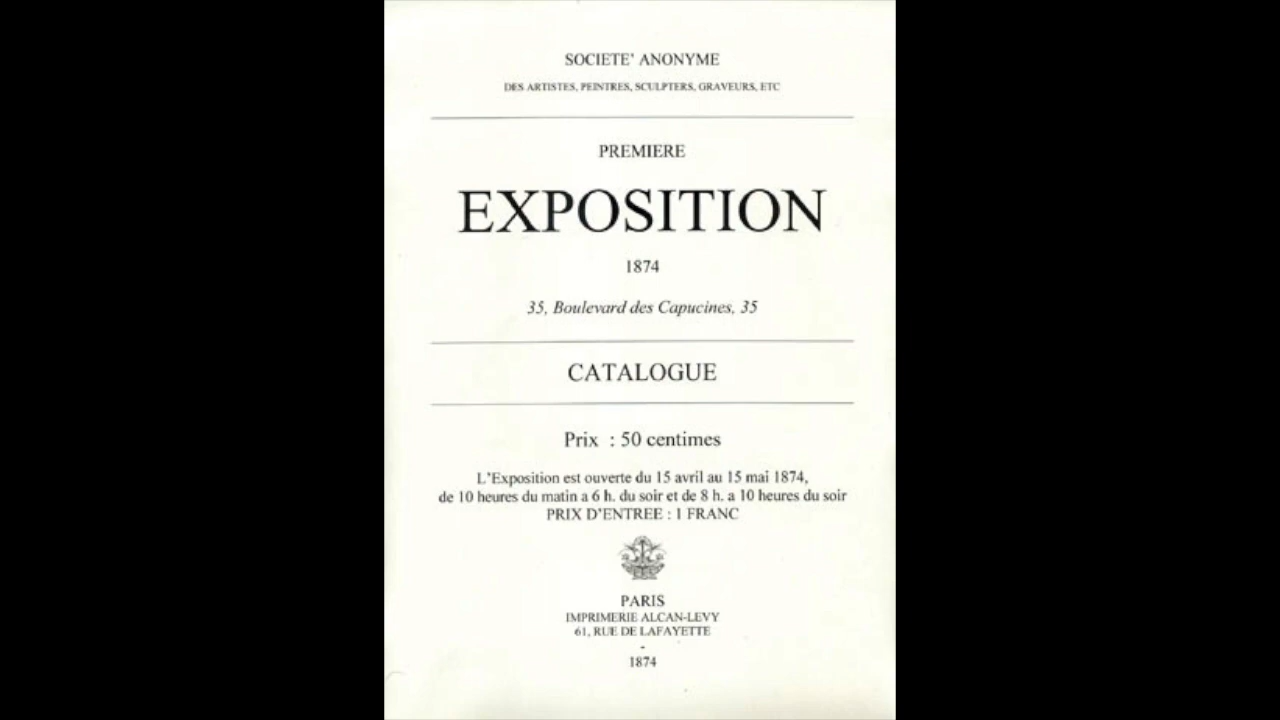 SOCIETE' ANONYME
DES ARTISTES, PEINTRES, SCULPTERS, GRAVEURS, ETC
PREMIERE
EXPOSITION
1874
35, Boulevard des Capucines, 35
CATALOGUE
Prix : 50 centimes
L'Exposition est ouverte du 15 avril au 15 mai 1874,
de 10 heures du matin a 6 h. du soir et de 8 h. a 10 heures du soir
PRIX D'ENTREE : 1 FRANC
PARIS
IMPRIMERIE ALCAN-LEVY
61, RUE DE LAFAYETTE
-
1874